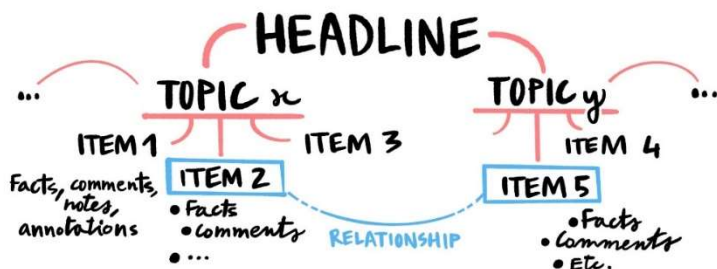 HEADLINE
...
TOPIC x
TOPIC y
...
ITEM 1
ITEM 3
ITEM 4
ITEM 2
ITEM 5
Facts, comments,
notes,
annotations
• Facts
• Comments
• ...
RELATIONSHIP
• Facts
• Comments
• Etc.